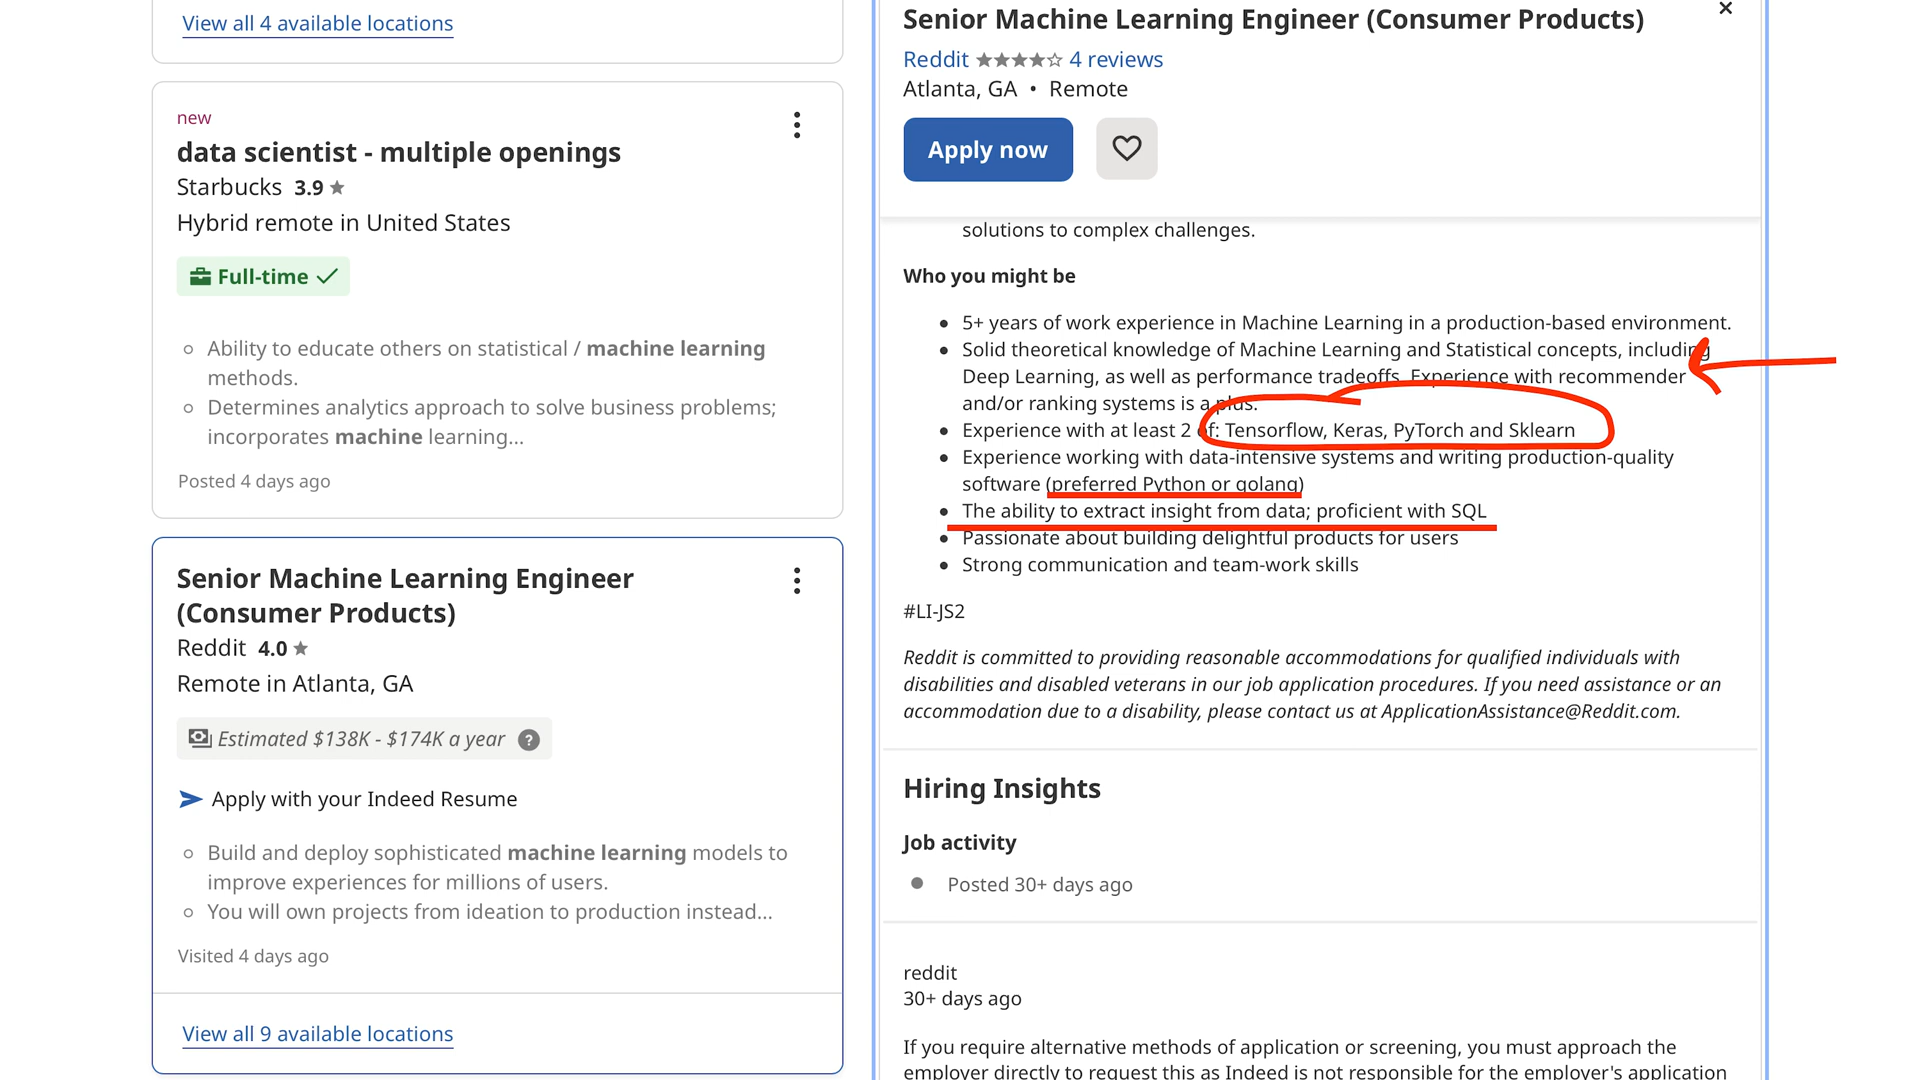 View all 4 available locations
new
data scientist - multiple openings
Starbucks 3.9 ★
Hybrid remote in United States
Full-time
Ability to educate others on statistical / machine learning
methods.
Determines analytics approach to solve business problems;
incorporates machine learning...
Posted 4 days ago
Senior Machine Learning Engineer
(Consumer Products)
Reddit 4.0 ★
Remote in Atlanta, GA
Estimated $138K - $174K a year ?
Apply with your Indeed Resume
Build and deploy sophisticated machine learning models to
improve experiences for millions of users.
You will own projects from ideation to production instead...
Visited 4 days ago
View all 9 available locations
Senior Machine Learning Engineer (Consumer Products)
Reddit ★★★★☆ 4 reviews
Atlanta, GA • Remote
Apply now
solutions to complex challenges.
Who you might be
• 5+ years of work experience in Machine Learning in a production-based environment.
• Solid theoretical knowledge of Machine Learning and Statistical concepts, including
Deep Learning, as well as performance tradeoffs. Experience with recommender
and/or ranking systems is a plus.
• Experience with at least 2 of: Tensorflow, Keras, PyTorch and Sklearn
• Experience working with data-intensive systems and writing production-quality
software (preferred Python or golang)
• The ability to extract insight from data; proficient with SQL
• Passionate about building delightful products for users
• Strong communication and team-work skills
#LI-JS2
Reddit is committed to providing reasonable accommodations for qualified individuals with
disabilities and disabled veterans in our job application procedures. If you need assistance or an
accommodation due to a disability, please contact us at ApplicationAssistance@Reddit.com.
Hiring Insights
Job activity
• Posted 30+ days ago
reddit
30+ days ago
If you require alternative methods of application or screening, you must approach the
employer directly to request this as Indeed is not responsible for the employer's application